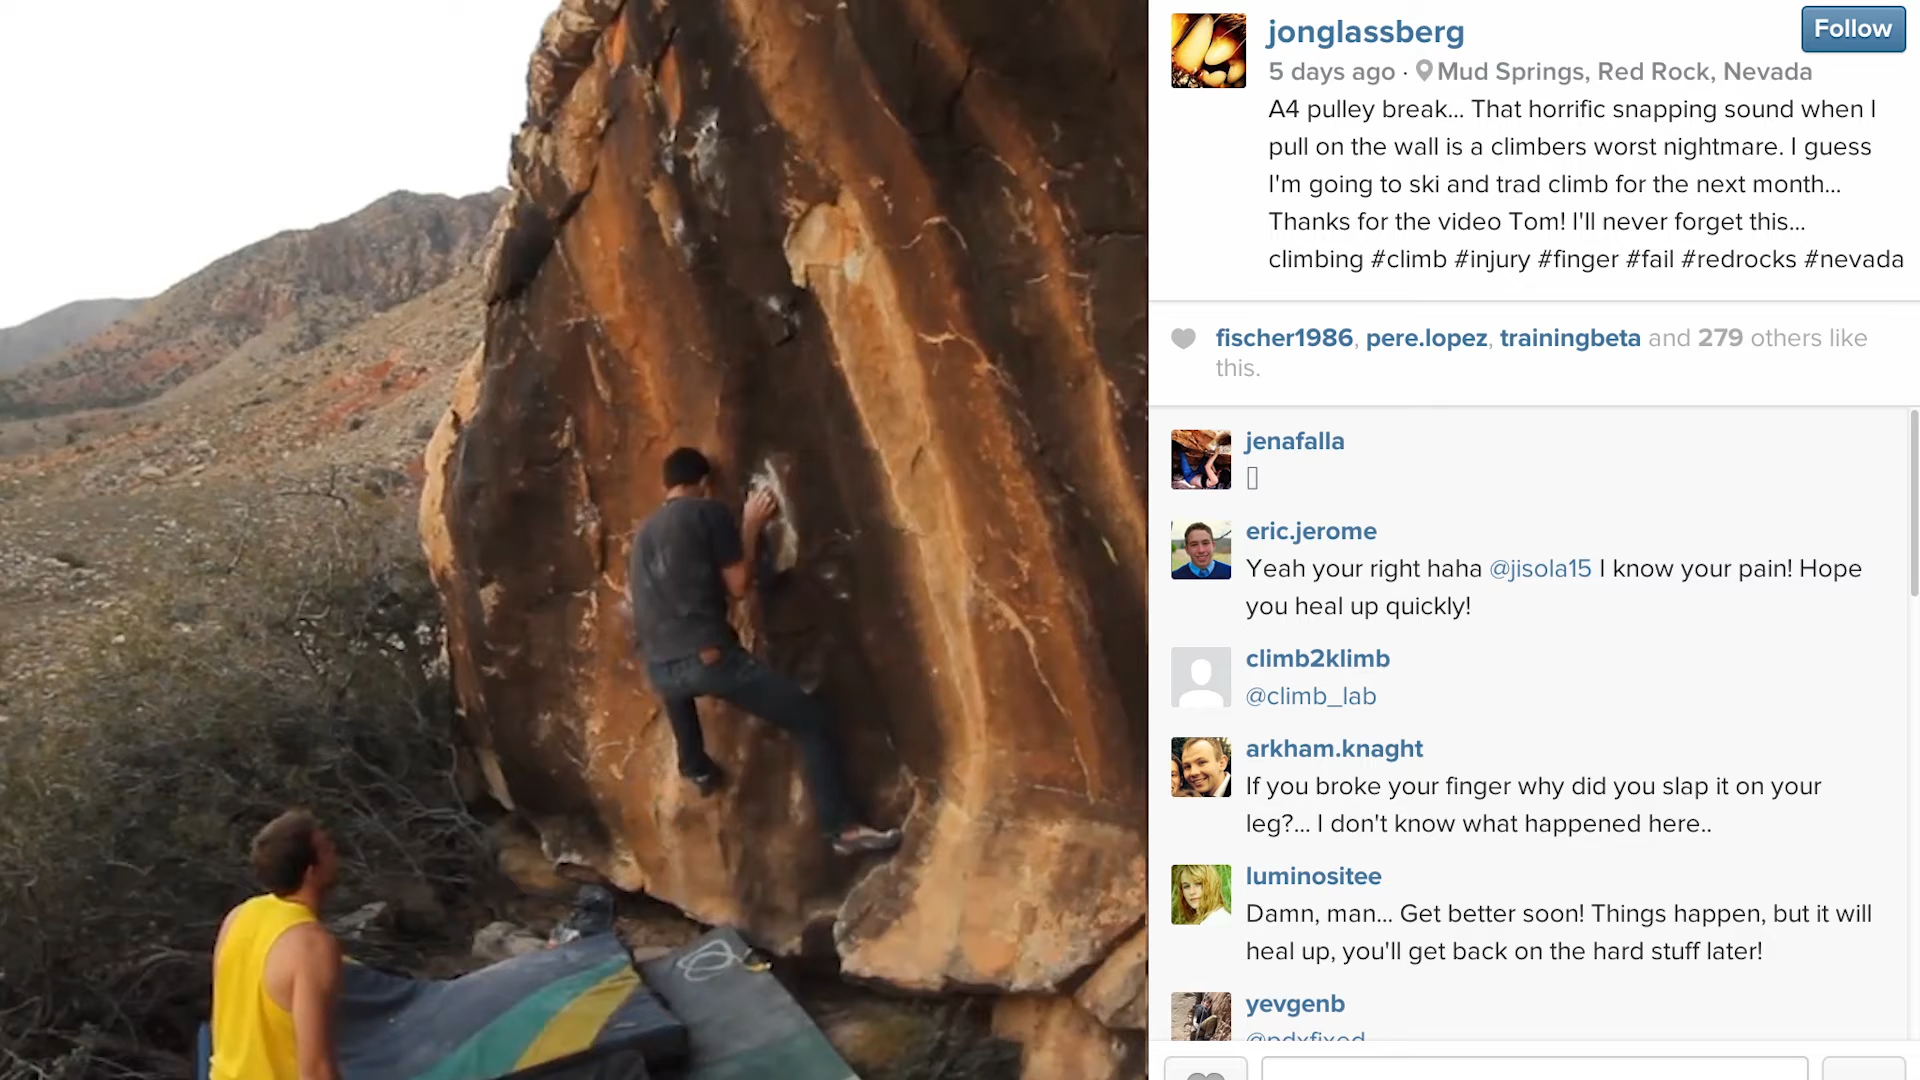 jonglassberg
Follow
5 days ago · Mud Springs, Red Rock, Nevada
A4 pulley break... That horrific snapping sound when I
pull on the wall is a climbers worst nightmare. I guess
I'm going to ski and trad climb for the next month...
Thanks for the video Tom! I'll never forget this...
climbing #climb #injury #finger #fail #redrocks #nevada
fischer1986, pere.lopez, trainingbeta and 279 others like
this.
jenafalla
eric.jerome
Yeah your right haha @jisola15 I know your pain! Hope
you heal up quickly!
climb2klimb
@climb_lab
arkham.knaght
If you broke your finger why did you slap it on your
leg?... I don't know what happened here..
luminositee
Damn, man... Get better soon! Things happen, but it will
heal up, you'll get back on the hard stuff later!
yevgenb
@pdxfixed